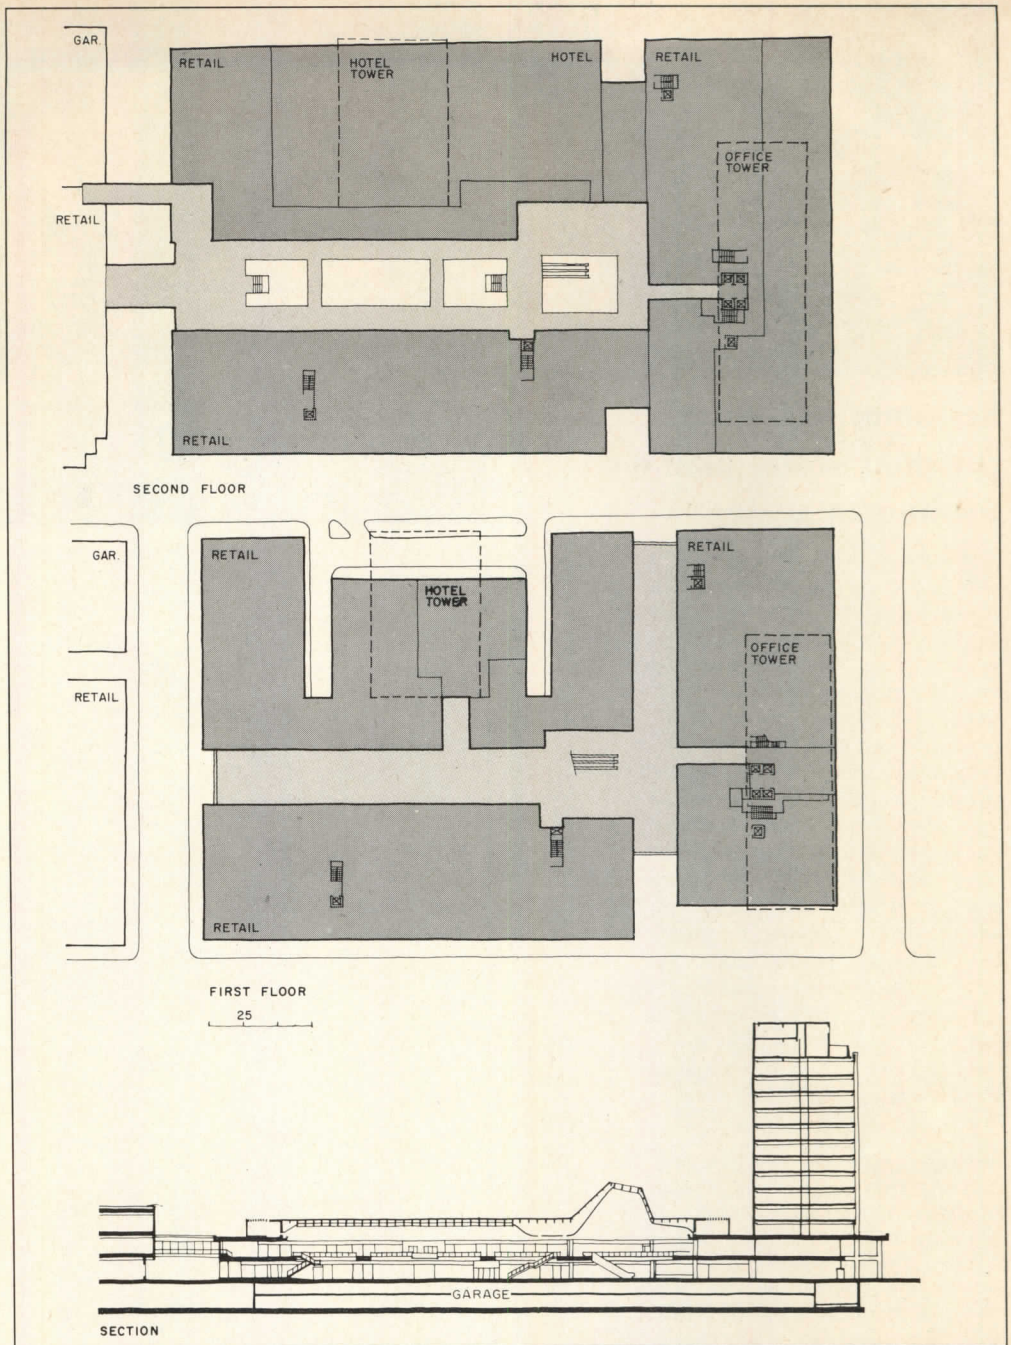 GAR.
RETAIL
HOTEL
TOWER
HOTEL
RETAIL
OFFICE
TOWER
RETAIL
RETAIL
SECOND FLOOR
GAR.
RETAIL
HOTEL
TOWER
RETAIL
OFFICE
TOWER
RETAIL
RETAIL
FIRST FLOOR
25
GARAGE
SECTION